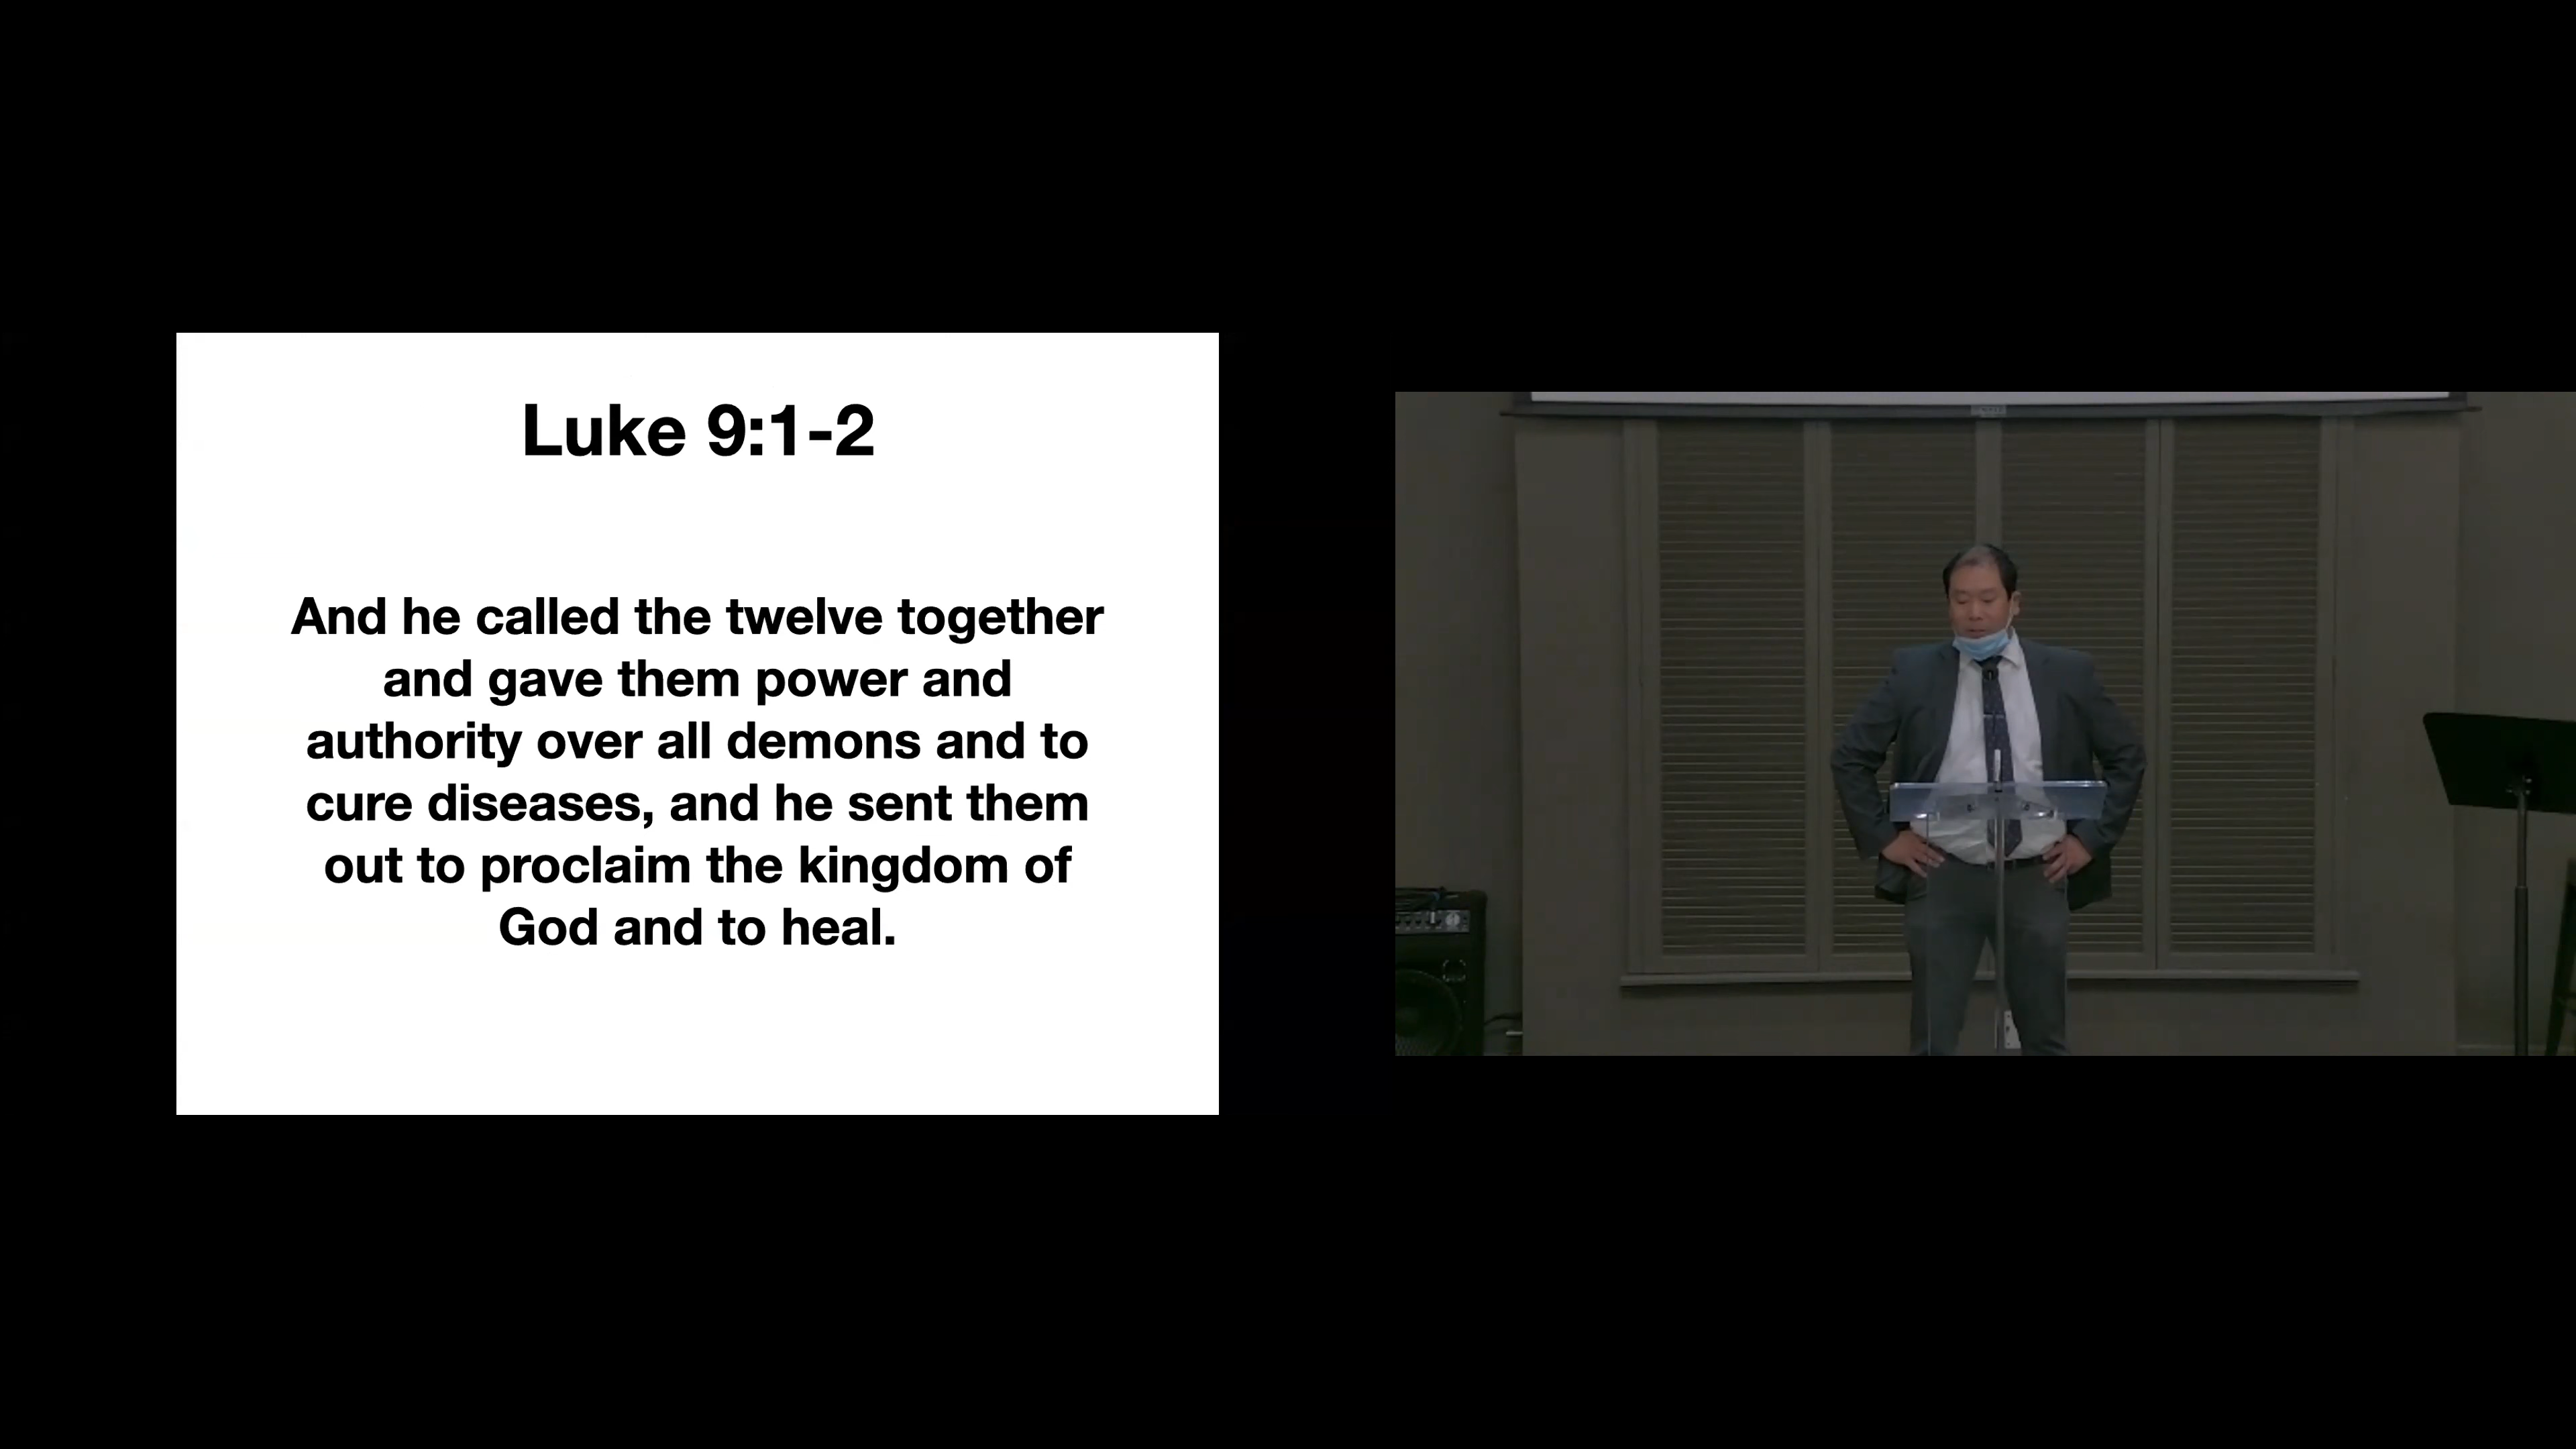 Luke 9:1-2
And he called the twelve together
and gave them power and
authority over all demons and to
cure diseases, and he sent them
out to proclaim the kingdom of
God and to heal.